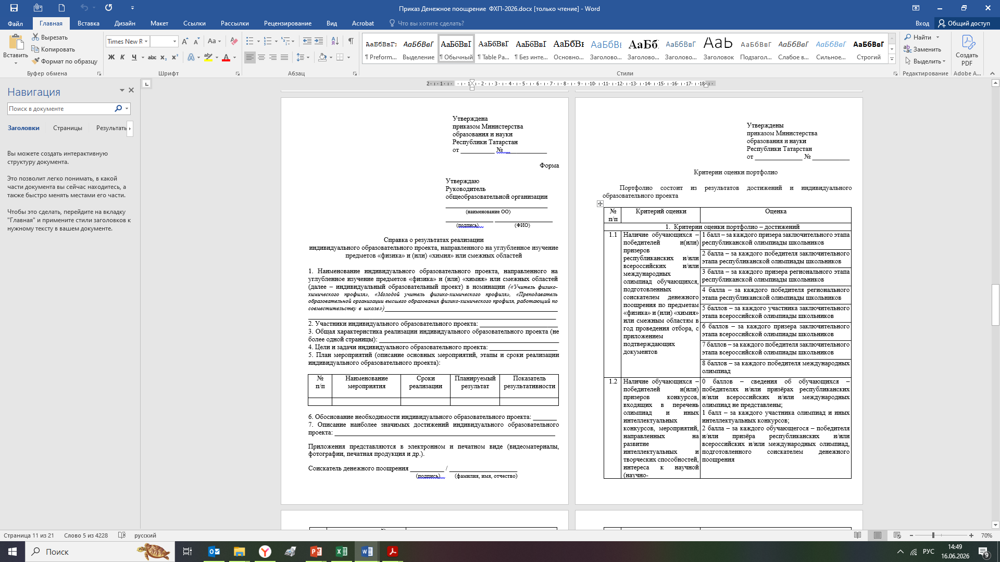 Приказ Денежное поощрение ФХП-2026.docx [только чтение] - Word
Файл
Главная
Вставка
Дизайн
Макет
Ссылки
Рассылки
Рецензирование
Вид
Acrobat
Что вы хотите сделать?
Вход
Общий доступ
Вставить
Вырезать
Копировать
Формат по образцу
Буфер обмена
Times New R
Шрифт
Абзац
¶ Preform...
Выделение
¶ Обычный
¶ Table Pa...
¶ Без инте...
Основно...
Заголово...
Заголово...
Заголово...
Заголовок
Подзагол...
Слабое в...
Сильное...
Строгий
Стили
Найти
Заменить
Выделить
Редактирование
Создать PDF
Adobe A...
Навигация
Поиск в документе
Заголовки
Страницы
Результаты
Вы можете создать интерактивную
структуру документа.
Это позволит легко понимать, в какой
части документа вы сейчас находитесь, а
также быстро менять местами его части.
Чтобы это сделать, перейдите на вкладку
"Главная" и примените стили заголовков к
нужному тексту в вашем документе.
Утверждена
приказом Министерства
образования и науки
Республики Татарстан
от __________ № ____________
Форма
Утверждаю
Руководитель
общеобразовательной организации
(наименование ОО)
(подпись) (ФИО)
Справка о результатах реализации
индивидуального образовательного проекта, направленного на углубленное изучение
предметов «физика» и (или) «химия» или смежных областей
1. Наименование индивидуального образовательного проекта, направленного на
углубленное изучение предметов «физика» и (или) «химия» или смежных областей
(далее – индивидуальный образовательный проект) в номинации («Учитель физико-
химического профиля», «Молодой учитель физико-химического профиля», «Преподаватель
образовательной организации высшего образования физико-химического профиля, работающий по
совместительству в школе»)
2. Участники индивидуального образовательного проекта:
3. Общая характеристика реализации индивидуального образовательного проекта (не
более одной страницы):
4. Цели и задачи индивидуального образовательного проекта:
5. План мероприятий (описание основных мероприятий, этапы и сроки реализации
индивидуального образовательного проекта):
№ п/п
Наименование мероприятия
Сроки реализации
Планируемый результат
Показатель результативности
6. Обоснование необходимости индивидуального образовательного проекта:
7. Описание наиболее значимых достижений индивидуального образовательного
проекта:
Приложения представляются в электронном и печатном виде (видеоматериалы,
фотографии, печатная продукция и др.).
Соискатель денежного поощрения __________ / ____________________
(подпись) (фамилия, имя, отчество)
Утверждены
приказом Министерства
образования и науки
Республики Татарстан
от ______________ № ___________
Критерии оценки портфолио
Портфолио состоит из результатов достижений и индивидуального
образовательного проекта
№ п/п
Критерий оценки
Оценка
1. Критерии оценки портфолио – достижений
1.1
Наличие обучающихся –
победителей и(или)
призеров
республиканских и/или
всероссийских и/или
международных
олимпиад обучающихся,
подготовленных
соискателем денежного
поощрения по предметам
«физика» и (или) «химия»
или смежным областям в
год проведения отбора, с
приложением
подтверждающих
документов
1 балл – за каждого призера заключительного этапа
республиканской олимпиады школьников
2 балла – за каждого победителя заключительного
этапа республиканской олимпиады школьников
3 балла – за каждого призера регионального этапа
республиканской олимпиады школьников
4 балла – за каждого победителя регионального
этапа республиканской олимпиады школьников
5 баллов – за каждого участника заключительного
этапа всероссийской олимпиады школьников
6 баллов – за каждого призера заключительного
этапа всероссийской олимпиады школьников
7 баллов – за каждого победителя заключительного
этапа всероссийской олимпиады школьников
8 баллов – за каждого победителя международных
олимпиад
1.2
Наличие обучающихся –
победителей и(или)
призеров конкурсов,
входящих в перечень
олимпиад и иных
интеллектуальных
конкурсов, мероприятий,
направленных на
развитие
интеллектуальных и
творческих способностей,
интереса к научной
(научно-
0 баллов – сведения об обучающихся –
победителях и/или призёрах республиканских
и/или всероссийских и/или международных
олимпиад не представлены;
1 балл – за каждого участника олимпиад и иных
интеллектуальных конкурсов;
2 балла – за каждого обучающегося – победителя
и/или призёра республиканских и/или
всероссийских и/или международных олимпиад,
подготовленного соискателем денежного
поощрения
Страница 11 из 21
Слово 5 из 4228
русский
70%
Поиск
РУС
14:49
16.06.2026
9